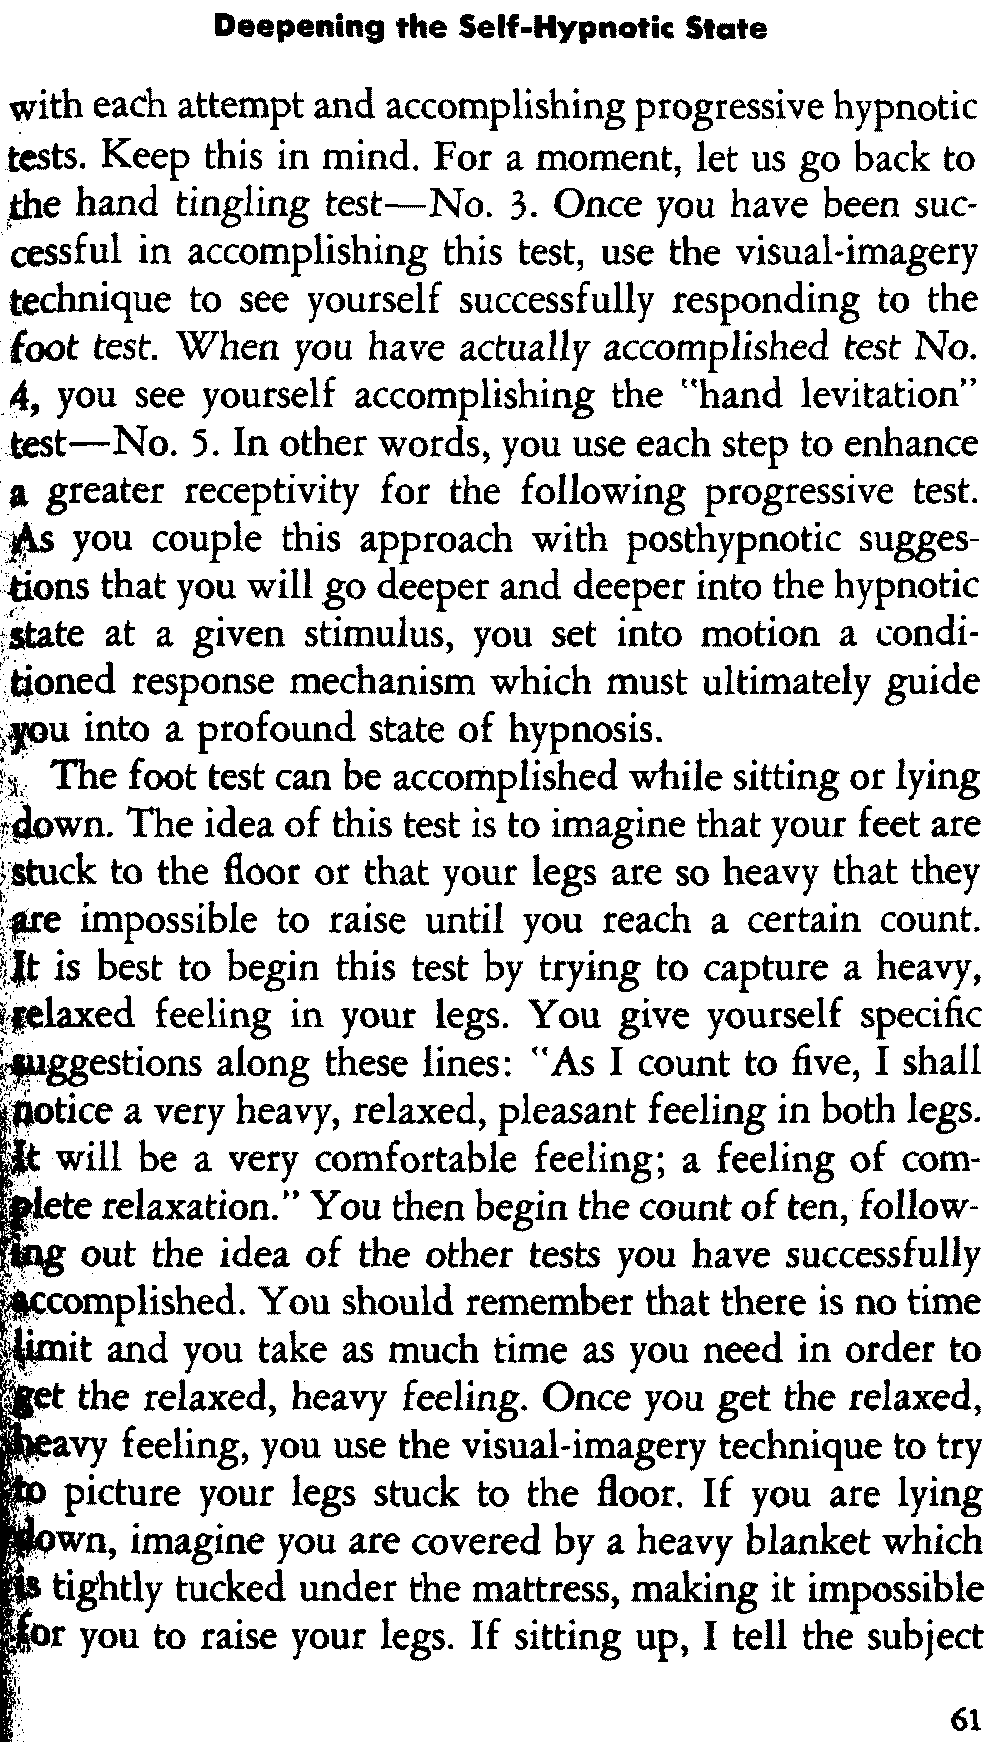 Deepening the Self-Hypnotic State
with each attempt and accomplishing progressive hypnotic
tests. Keep this in mind. For a moment, let us go back to
the hand tingling test—No. 3. Once you have been suc-
cessful in accomplishing this test, use the visual-imagery
technique to see yourself successfully responding to the
foot test. When you have actually accomplished test No.
4, you see yourself accomplishing the "hand levitation"
test—No. 5. In other words, you use each step to enhance
a greater receptivity for the following progressive test.
As you couple this approach with posthypnotic sugges-
tions that you will go deeper and deeper into the hypnotic
state at a given stimulus, you set into motion a condi-
tioned response mechanism which must ultimately guide
you into a profound state of hypnosis.
The foot test can be accomplished while sitting or lying
down. The idea of this test is to imagine that your feet are
stuck to the floor or that your legs are so heavy that they
are impossible to raise until you reach a certain count.
It is best to begin this test by trying to capture a heavy,
relaxed feeling in your legs. You give yourself specific
suggestions along these lines: "As I count to five, I shall
notice a very heavy, relaxed, pleasant feeling in both legs.
It will be a very comfortable feeling; a feeling of com-
plete relaxation." You then begin the count of ten, follow-
ing out the idea of the other tests you have successfully
accomplished. You should remember that there is no time
limit and you take as much time as you need in order to
get the relaxed, heavy feeling. Once you get the relaxed,
heavy feeling, you use the visual-imagery technique to try
to picture your legs stuck to the floor. If you are lying
down, imagine you are covered by a heavy blanket which
is tightly tucked under the mattress, making it impossible
for you to raise your legs. If sitting up, I tell the subject
61